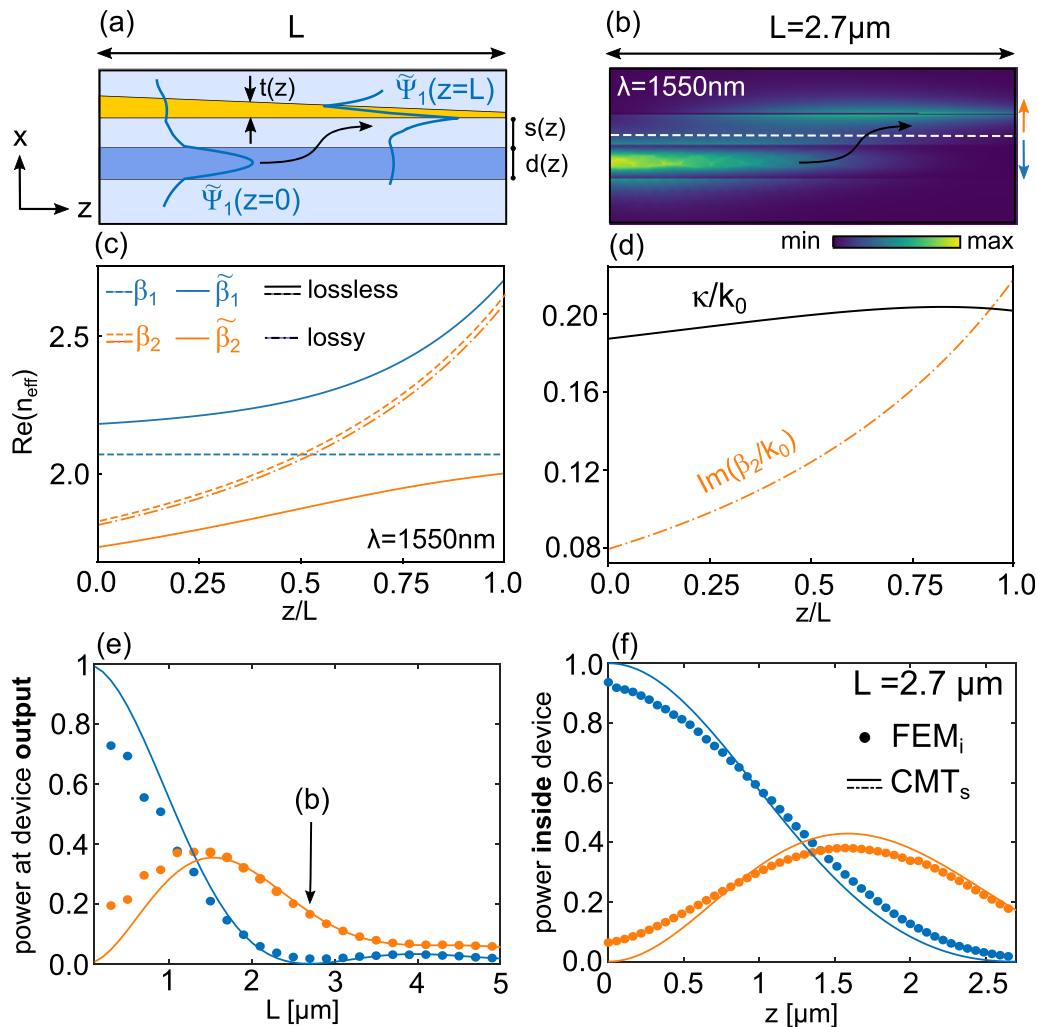 (a) L
t(z)
Ψ̃₁(z=L)
s(z)
d(z)
Ψ̃₁(z=0)
x
z
(b) L=2.7μm
λ=1550nm
min max
(c)
β₁ β̃₁ lossless
β₂ β̃₂ lossy
Re(n_eff)
2.5
2.0
λ=1550nm
0.0 0.25 0.5 0.75 1.0
z/L
(d)
κ/k₀
Im(β₂/k₀)
0.20
0.16
0.12
0.08
0.0 0.25 0.5 0.75 1.0
z/L
(e)
power at device output
1
0.8
0.6
0.4
0.2
0.0
(b)
1 2 3 4 5
L [μm]
(f)
power inside device
1.0
0.8
0.6
0.4
0.2
0.0
L =2.7 μm
FEMᵢ
CMTₛ
0 0.5 1.0 1.5 2.0 2.5
z [μm]